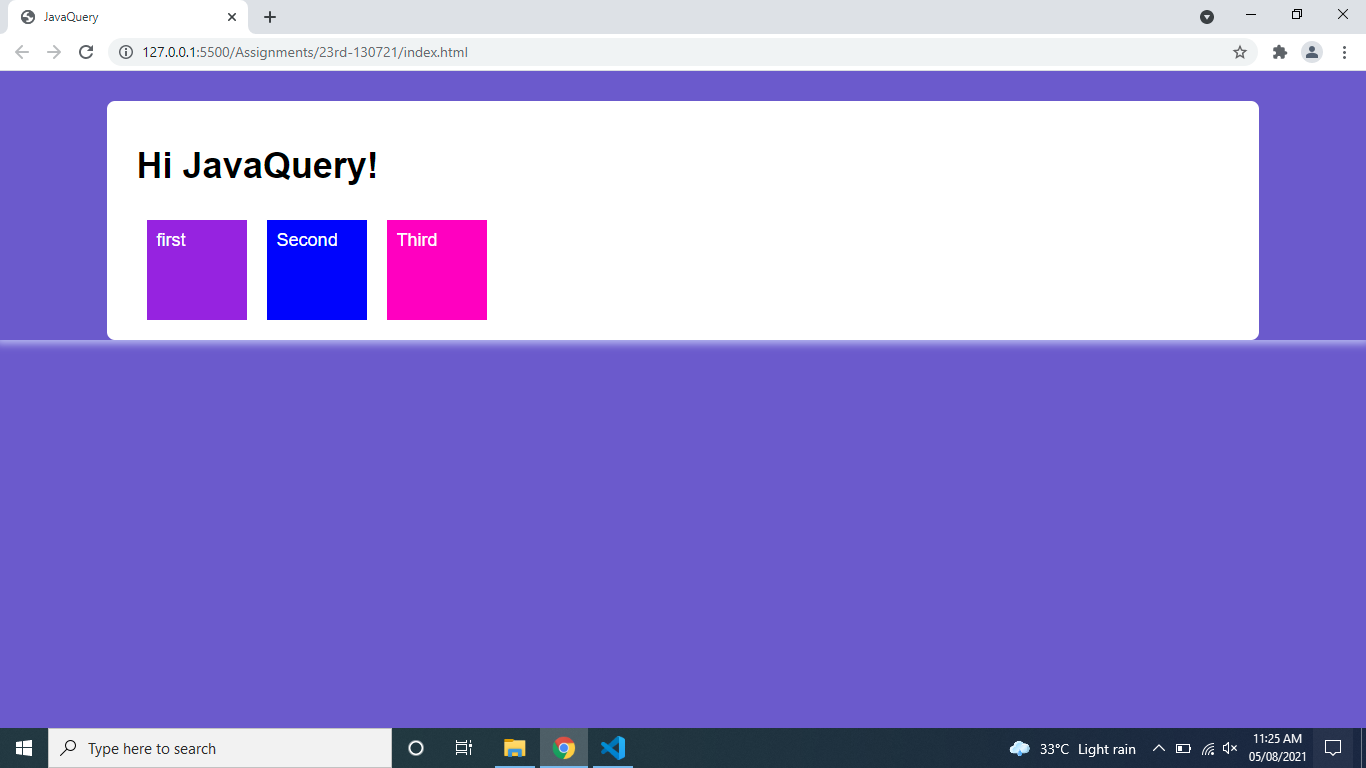 JavaQuery
127.0.0.1:5500/Assignments/23rd-130721/index.html
Hi JavaQuery!
first Second Third
Type here to search
33°C Light rain
11:25 AM
05/08/2021